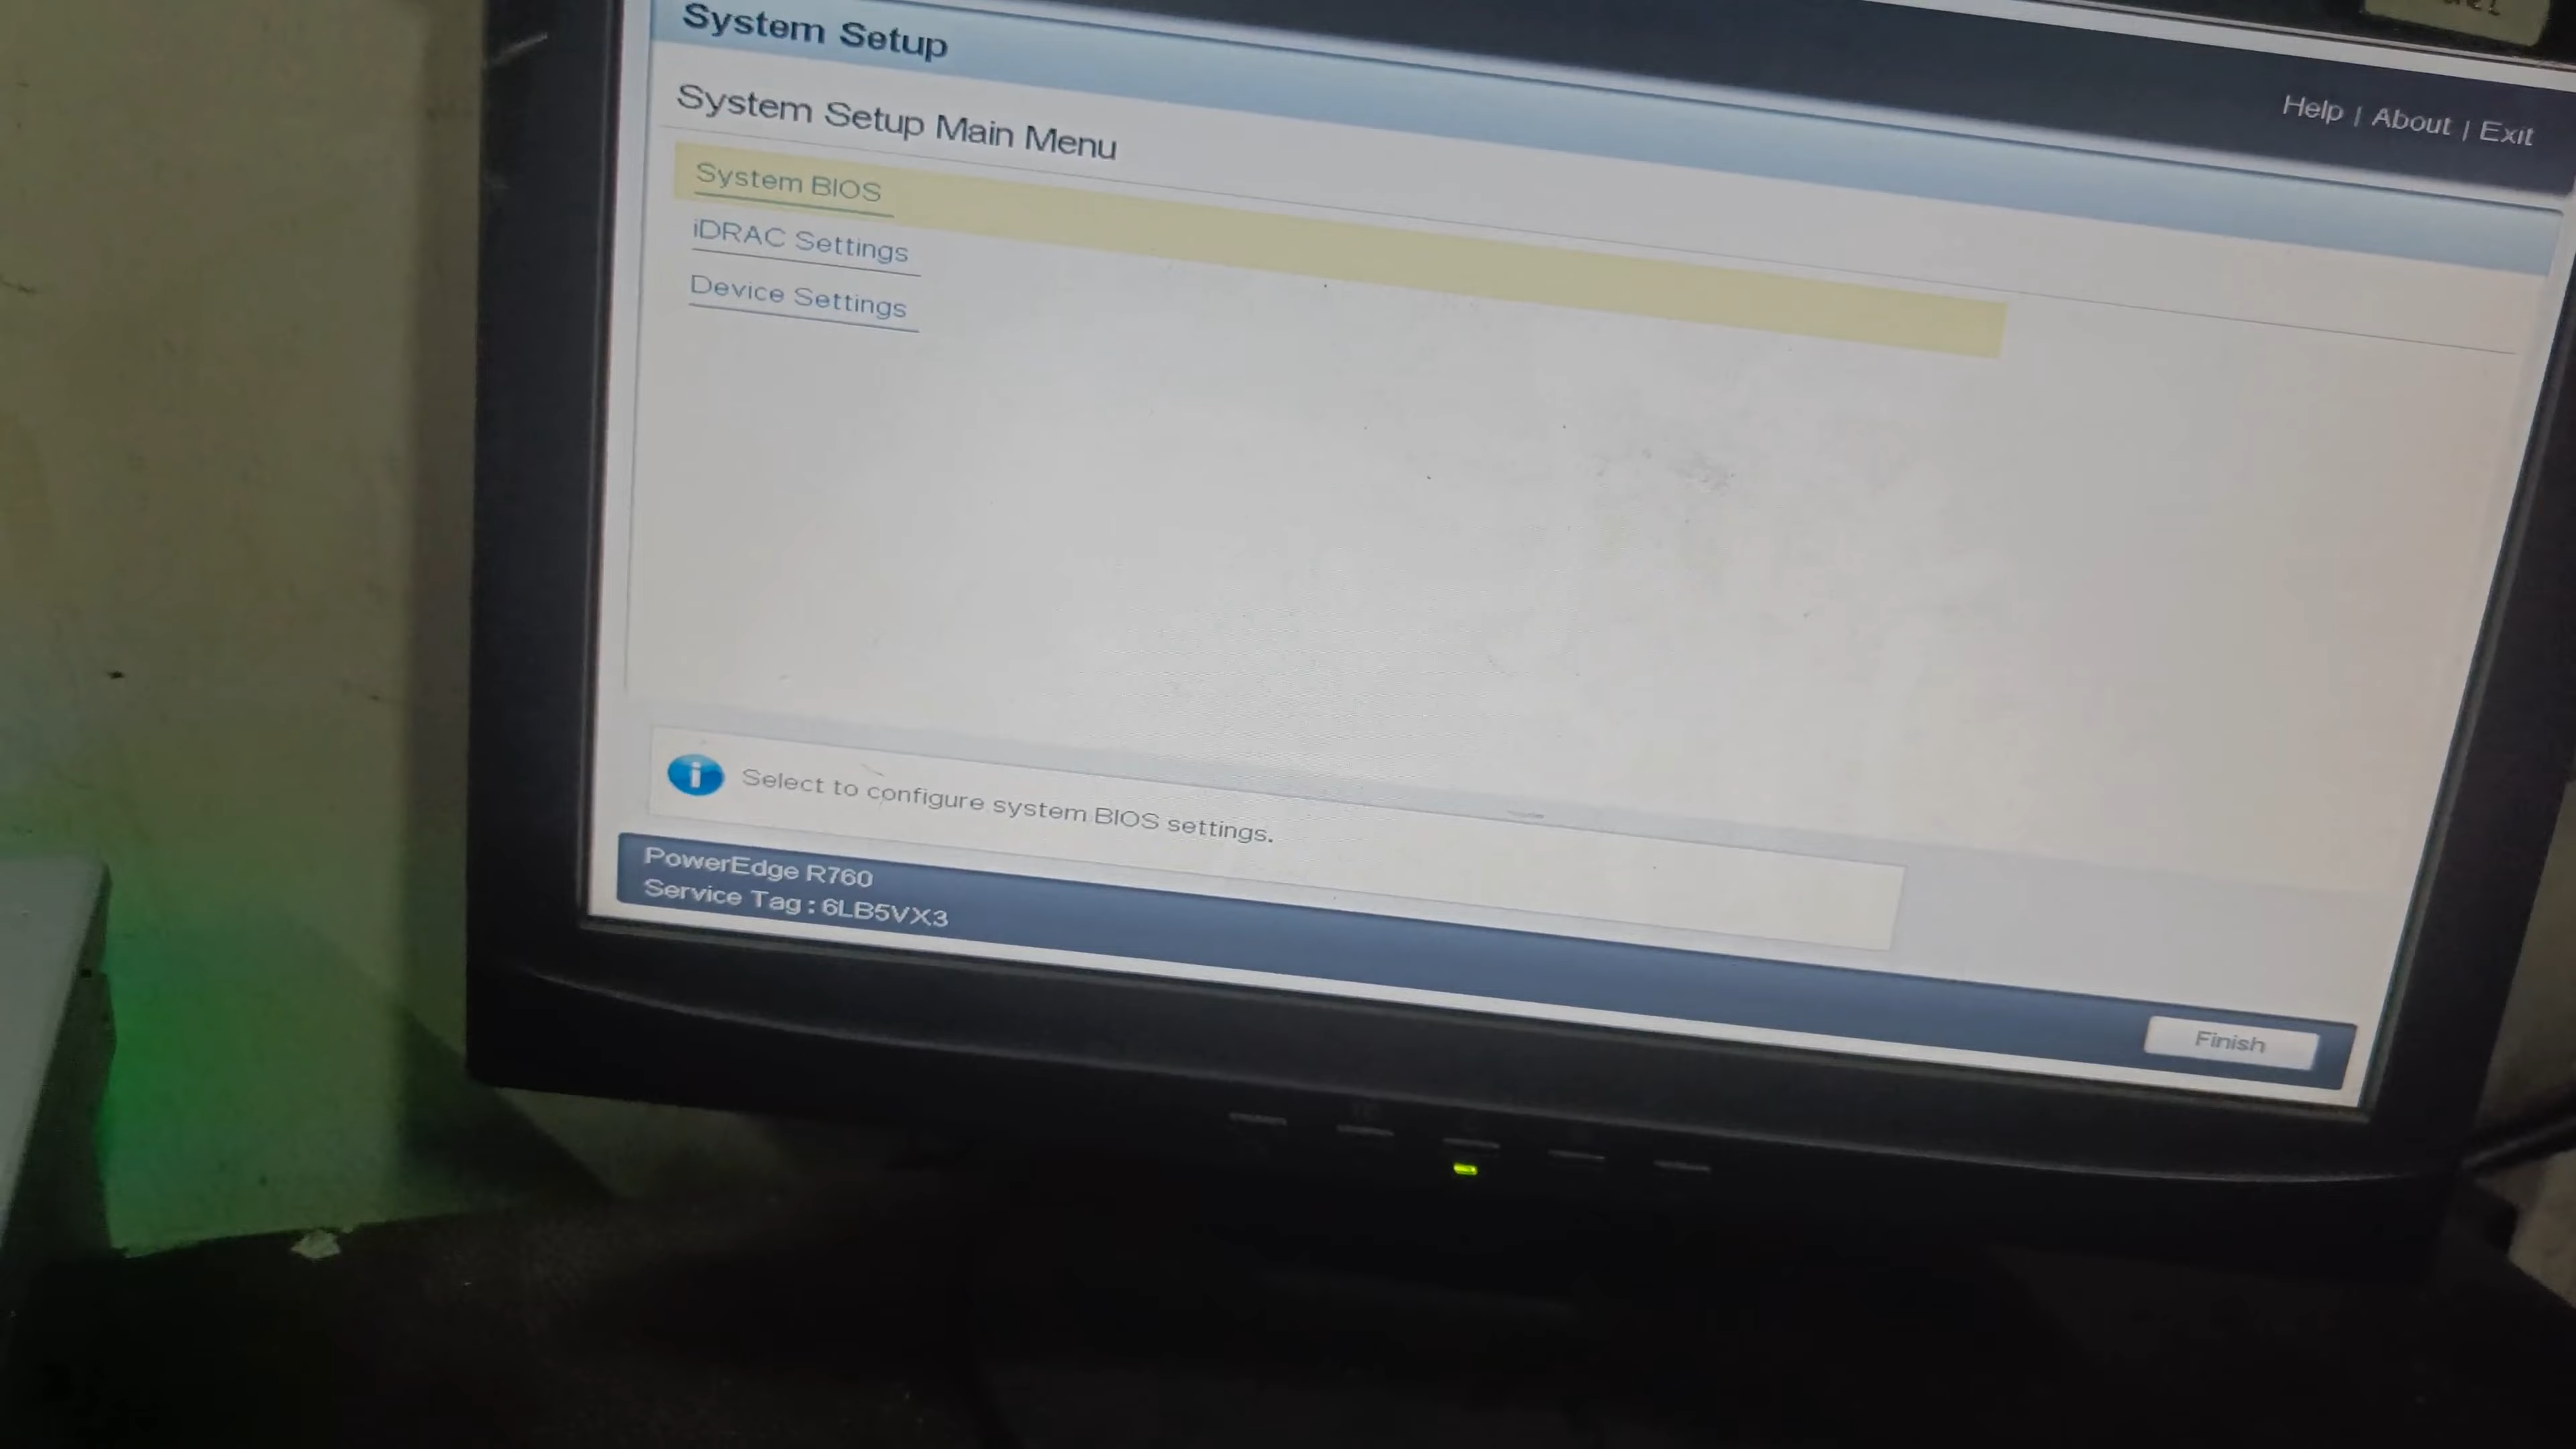 System Setup
Help | About | Exit
System Setup Main Menu
System BIOS
iDRAC Settings
Device Settings
Select to configure system BIOS settings.
PowerEdge R760
Service Tag : 6LB5VX3
Finish